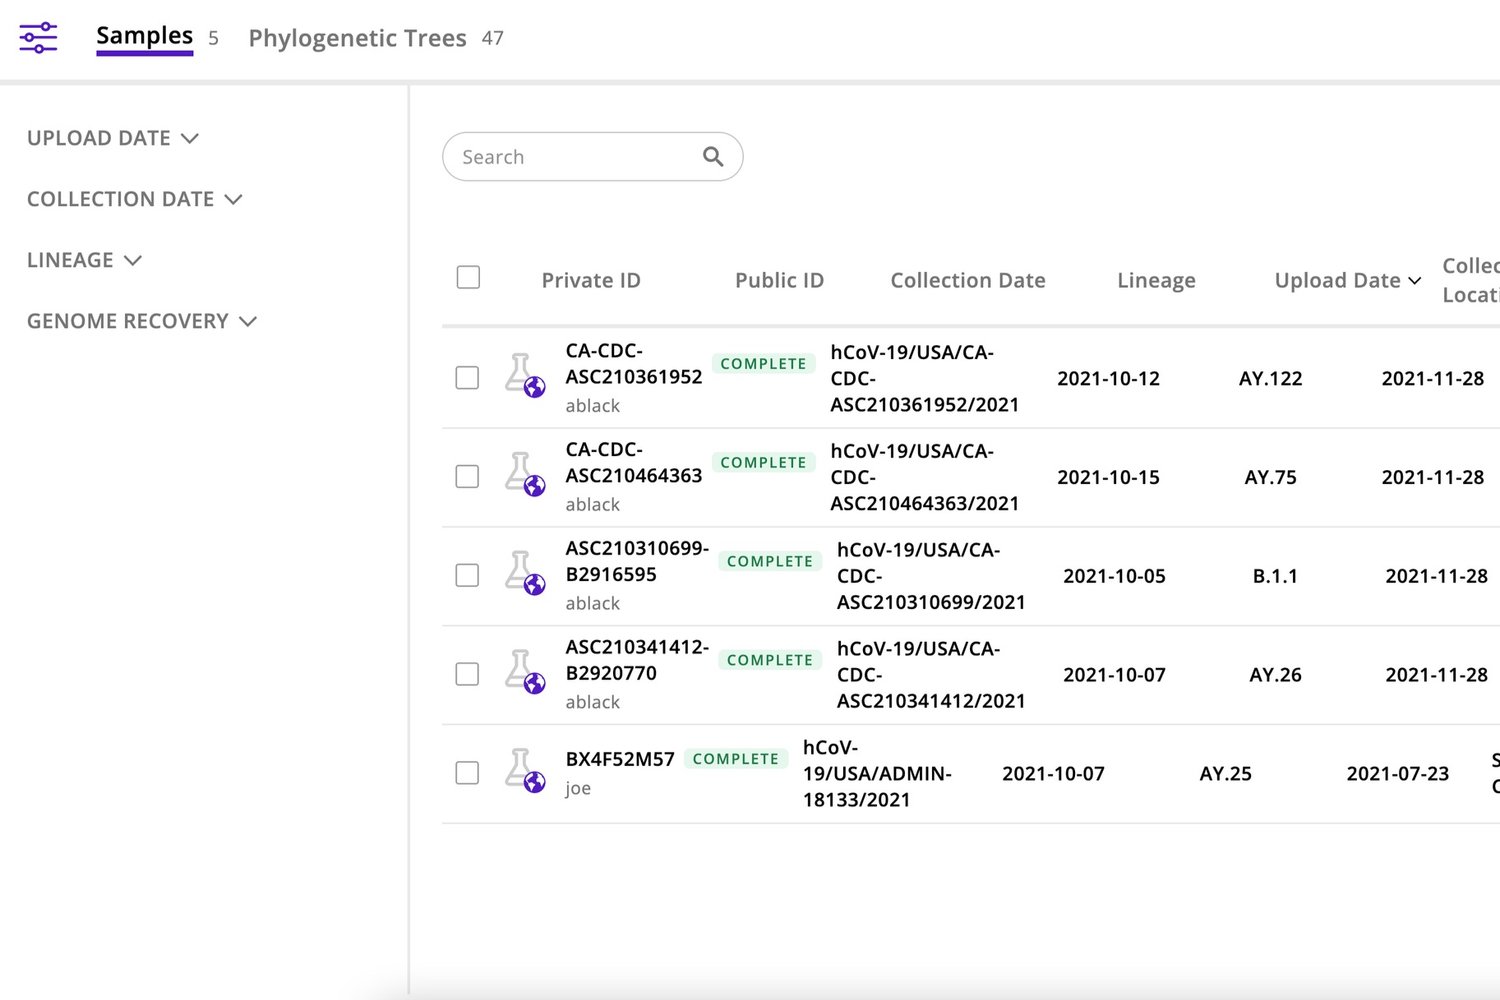 Samples 5 Phylogenetic Trees 47
UPLOAD DATE
COLLECTION DATE
LINEAGE
GENOME RECOVERY
Search
Private ID Public ID Collection Date Lineage Upload Date Collec
Locati
CA-CDC-
ASC210361952
ablack
COMPLETE
hCoV-19/USA/CA-
CDC-
ASC210361952/2021
2021-10-12 AY.122 2021-11-28
CA-CDC-
ASC210464363
ablack
COMPLETE
hCoV-19/USA/CA-
CDC-
ASC210464363/2021
2021-10-15 AY.75 2021-11-28
ASC210310699-
B2916595
ablack
COMPLETE
hCoV-19/USA/CA-
CDC-
ASC210310699/2021
2021-10-05 B.1.1 2021-11-28
ASC210341412-
B2920770
ablack
COMPLETE
hCoV-19/USA/CA-
CDC-
ASC210341412/2021
2021-10-07 AY.26 2021-11-28
BX4F52M57
joe
COMPLETE
hCoV-
19/USA/ADMIN-
18133/2021
2021-10-07 AY.25 2021-07-23